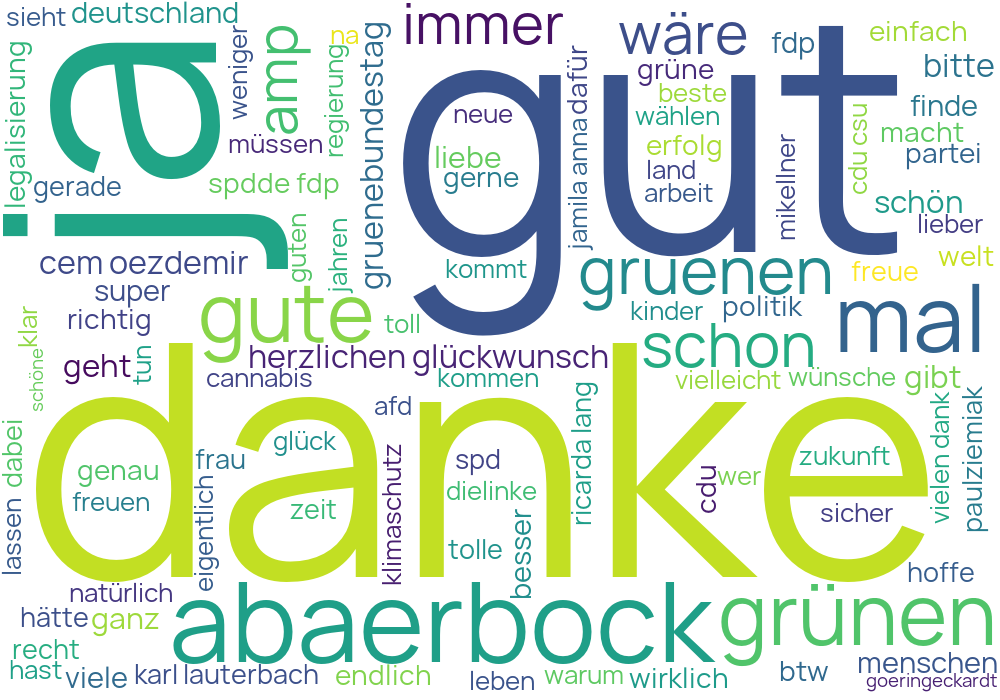 sieht deutschland
immer
wäre
fdp
einfach
legalisierung
ja
weniger
amp
na
regierung
gruenebundestag
gut
neue
jamila anna dafür
grüne
beste
wählen
bitte
finde
macht
partei
müssen
liebe
gerne
erfolg
land
arbeit
mikellner
cdu csu
schön
lieber
gerade
spdde fdp
guten
jahren
welt
cem oezdemir
kommt
gruenen
freue
super
gute
kinder
politik
mal
richtig
toll
schon
klar
schöne
geht
tun
herzlichen glückwunsch
cannabis
kommen
vielleicht
wünsche
gibt
afd
danke
ricarda lang
vielen dank
paulziemiak
dabei
glück
genau
frau
spd
cdu
wer
zukunft
freuen
eigentlich
zeit
klimaschutz
dielinke
sicher
lassen
tolle
besser
natürlich
hoffe
hätte
ganz
abaerbock
grünen
recht
hast
viele
karl lauterbach
endlich
leben
warum
wirklich
btw
menschen
goeringeckardt